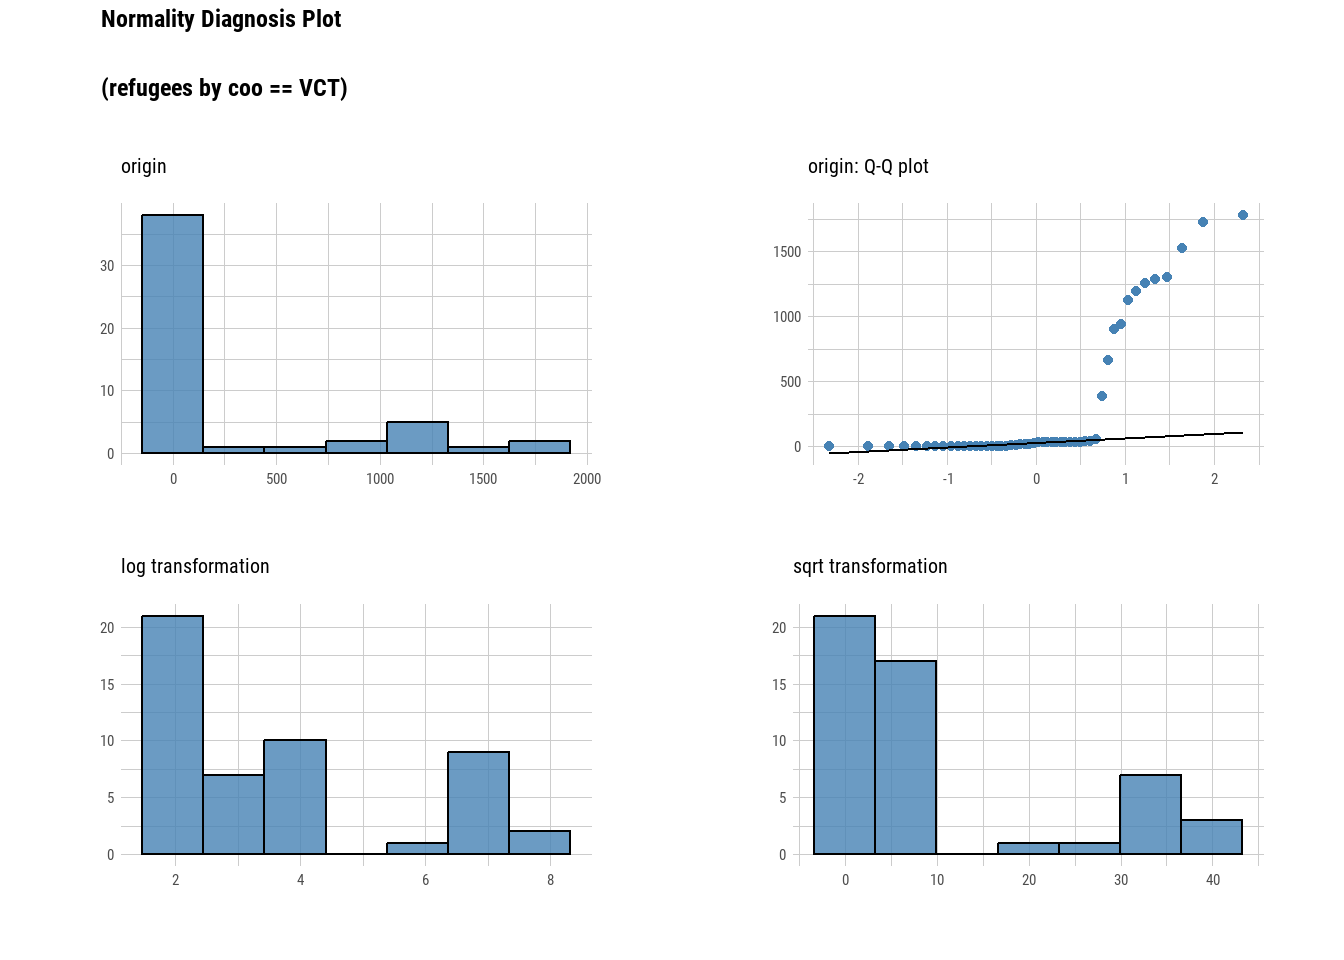 Normality Diagnosis Plot
(refugees by coo == VCT)
origin
30
20
10
0
0 500 1000 1500 2000
origin: Q-Q plot
1500
1000
500
0
-2 -1 0 1 2
log transformation
20
15
10
5
0
2 4 6 8
sqrt transformation
20
15
10
5
0
0 10 20 30 40